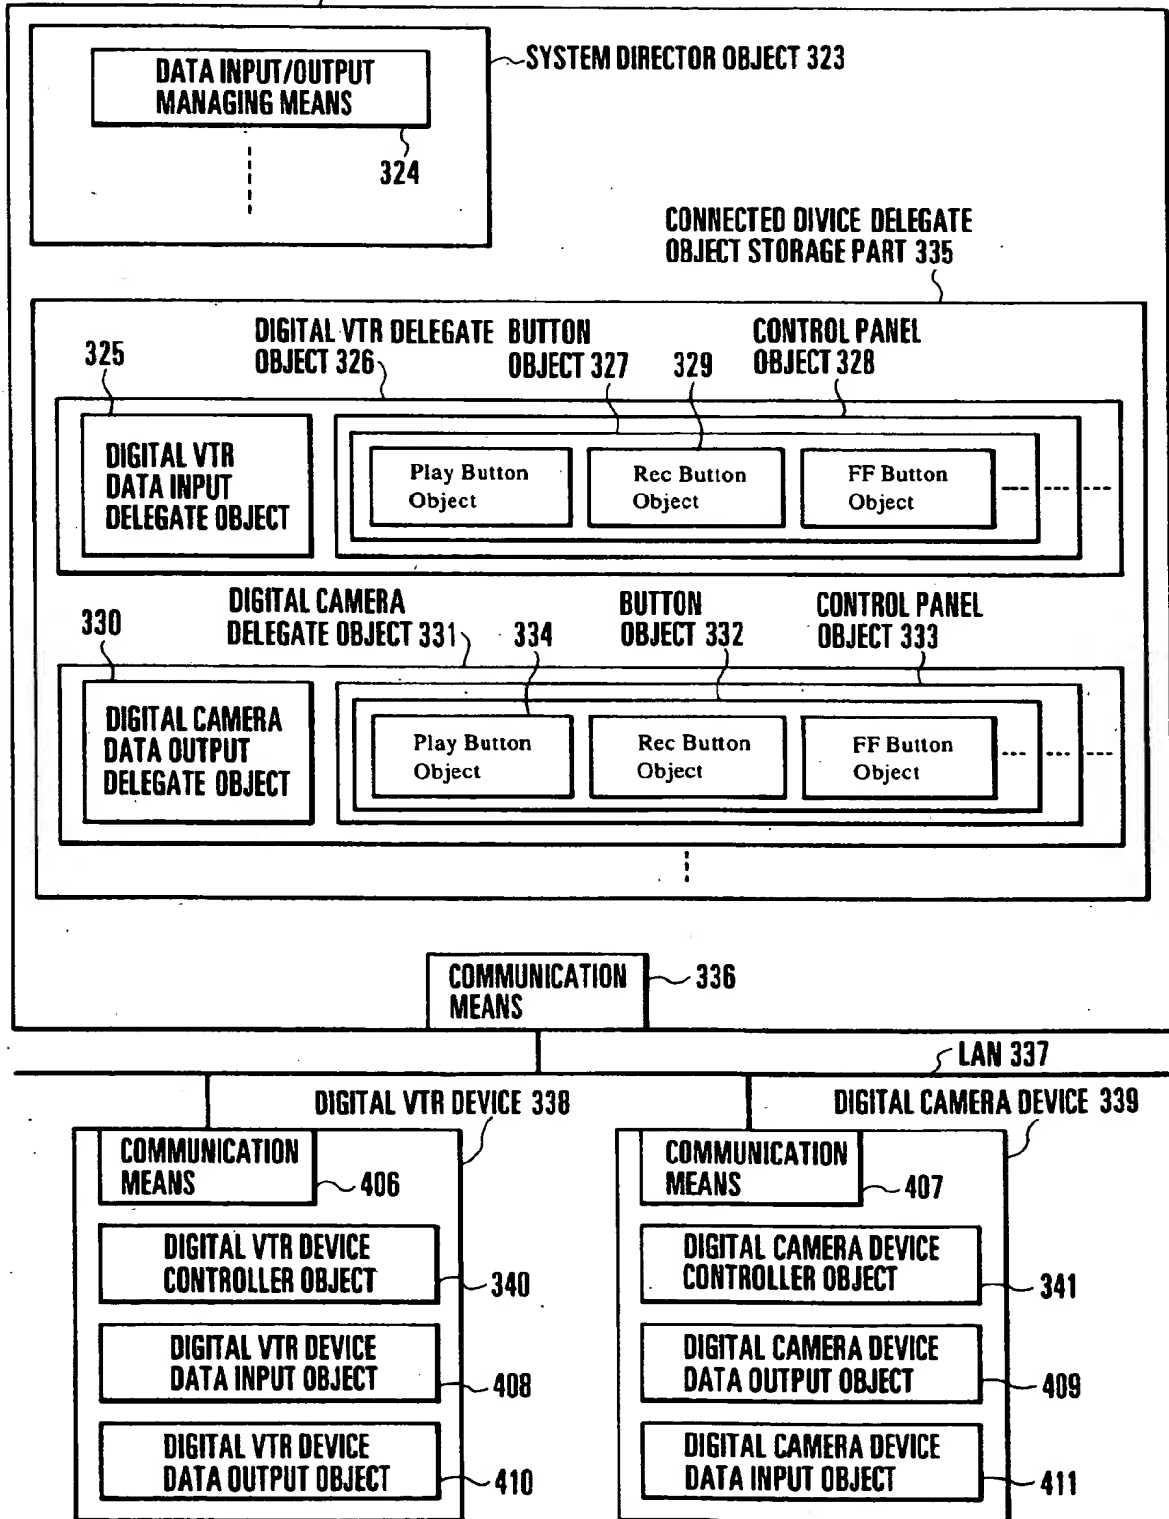 DATA INPUT/OUTPUT
MANAGING MEANS
324
SYSTEM DIRECTOR OBJECT 323
CONNECTED DIVICE DELEGATE
OBJECT STORAGE PART 335
325
DIGITAL VTR DELEGATE
OBJECT 326
BUTTON
OBJECT 327
329
CONTROL PANEL
OBJECT 328
DIGITAL VTR
DATA INPUT
DELEGATE OBJECT
Play Button
Object
Rec Button
Object
FF Button
Object
330
DIGITAL CAMERA
DELEGATE OBJECT 331
334
BUTTON
OBJECT 332
CONTROL PANEL
OBJECT 333
DIGITAL CAMERA
DATA OUTPUT
DELEGATE OBJECT
Play Button
Object
Rec Button
Object
FF Button
Object
COMMUNICATION
MEANS
336
LAN 337
DIGITAL VTR DEVICE 338
COMMUNICATION
MEANS
406
DIGITAL VTR DEVICE
CONTROLLER OBJECT
340
DIGITAL VTR DEVICE
DATA INPUT OBJECT
408
DIGITAL VTR DEVICE
DATA OUTPUT OBJECT
410
DIGITAL CAMERA DEVICE 339
COMMUNICATION
MEANS
407
DIGITAL CAMERA DEVICE
CONTROLLER OBJECT
341
DIGITAL CAMERA DEVICE
DATA OUTPUT OBJECT
409
DIGITAL CAMERA DEVICE
DATA INPUT OBJECT
411